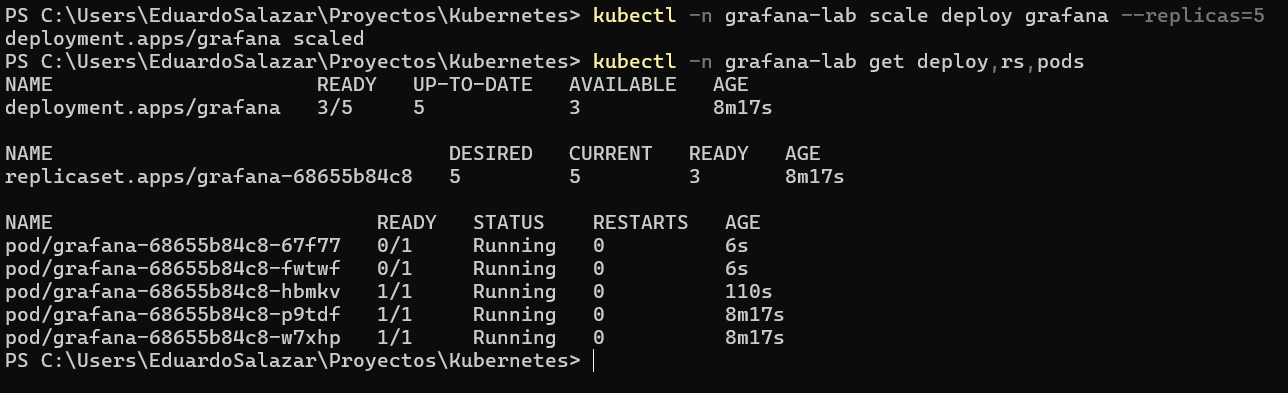 PS C:\Users\EduardoSalazar\Proyectos\Kubernetes> kubectl -n grafana-lab scale deploy grafana --replicas=5
deployment.apps/grafana scaled
PS C:\Users\EduardoSalazar\Proyectos\Kubernetes> kubectl -n grafana-lab get deploy,rs,pods
NAME                      READY   UP-TO-DATE   AVAILABLE   AGE
deployment.apps/grafana   3/5     5            3           8m17s

NAME                                 DESIRED   CURRENT   READY   AGE
replicaset.apps/grafana-68655b84c8   5         5         3       8m17s

NAME                           READY   STATUS    RESTARTS   AGE
pod/grafana-68655b84c8-67f77   0/1     Running   0          6s
pod/grafana-68655b84c8-fwtwf   0/1     Running   0          6s
pod/grafana-68655b84c8-hbmkv   1/1     Running   0          110s
pod/grafana-68655b84c8-p9tdf   1/1     Running   0          8m17s
pod/grafana-68655b84c8-w7xhp   1/1     Running   0          8m17s
PS C:\Users\EduardoSalazar\Proyectos\Kubernetes>